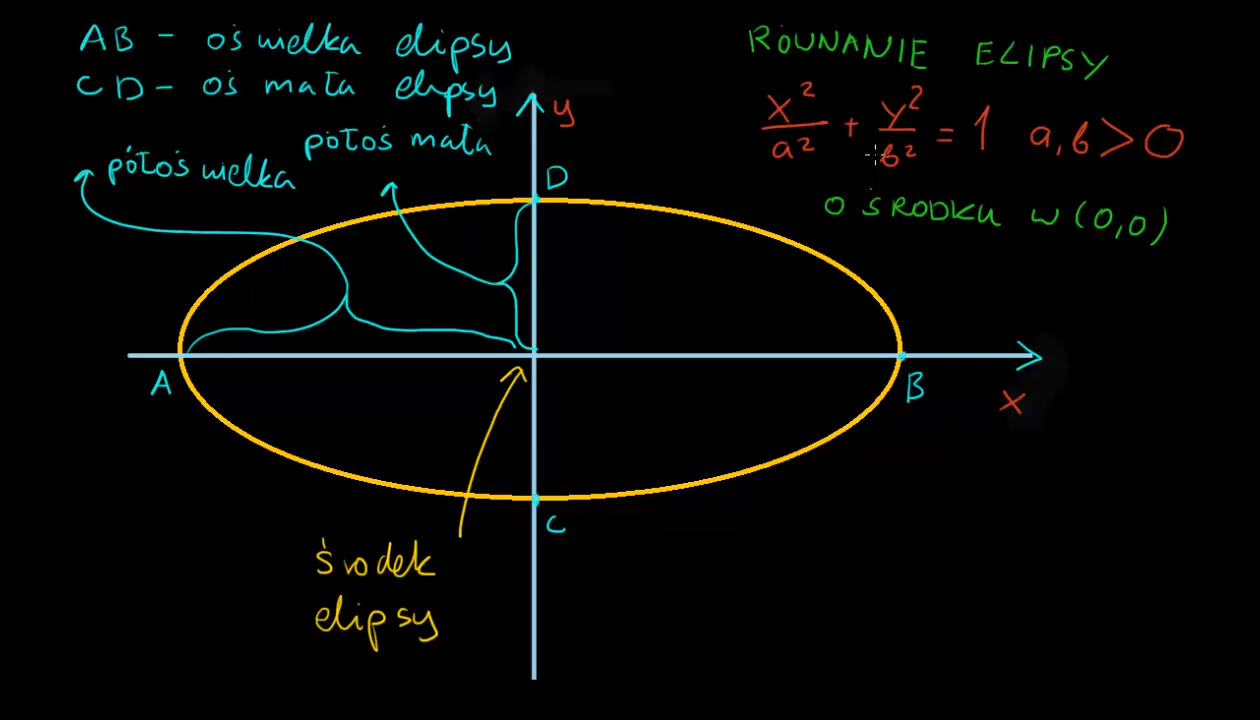 AB - oś wielka elipsy
CD - oś mała elipsy
półoś mała
półoś wielka
RÓWNANIE ELIPSY
x²/a² + y²/b² = 1 a,b > 0
O ŚRODKU W (0,0)
y
D
A
B
x
C
środek
elipsy